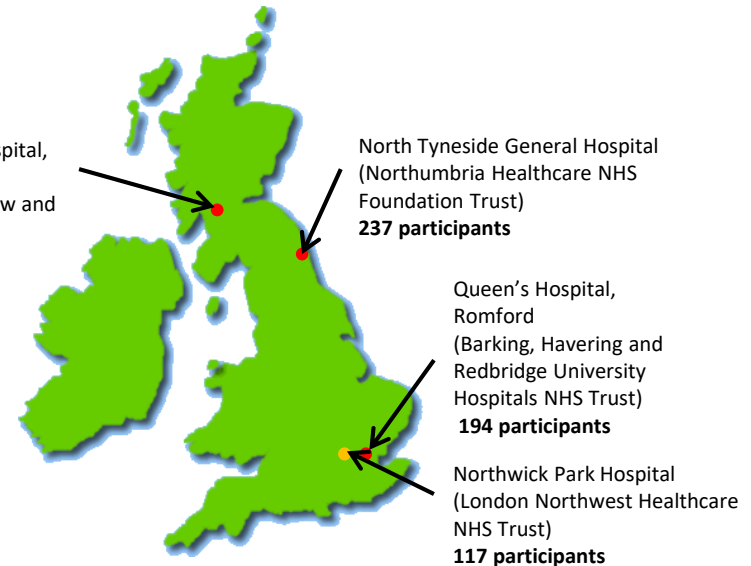 spital,
w and
North Tyneside General Hospital
(Northumbria Healthcare NHS
Foundation Trust)
237 participants
Queen’s Hospital,
Romford
(Barking, Havering and
Redbridge University
Hospitals NHS Trust)
194 participants
Northwick Park Hospital
(London Northwest Healthcare
NHS Trust)
117 participants